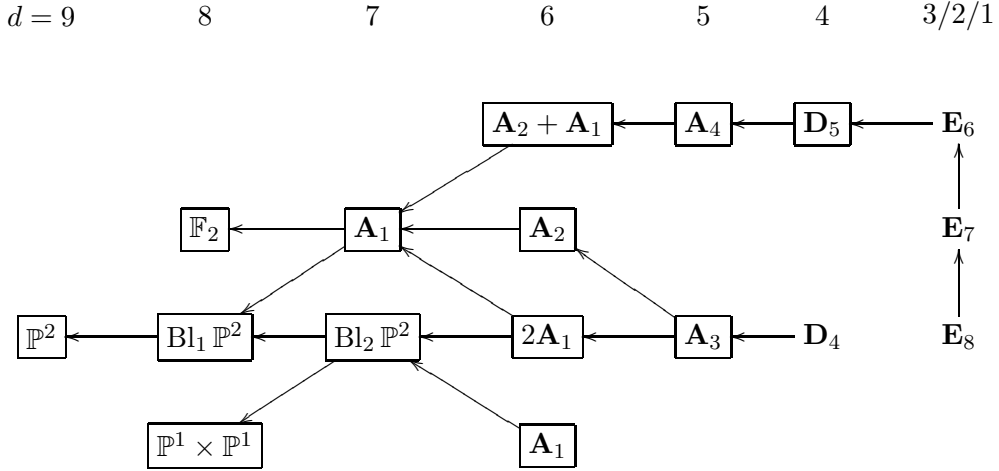 d = 9 8 7 6 5 4 3/2/1
A₂ + A₁ A₄ D₅ E₆
𝔽₂ A₁ A₂ E₇
ℙ² Bl₁ ℙ² Bl₂ ℙ² 2A₁ A₃ D₄ E₈
ℙ¹ × ℙ¹ A₁